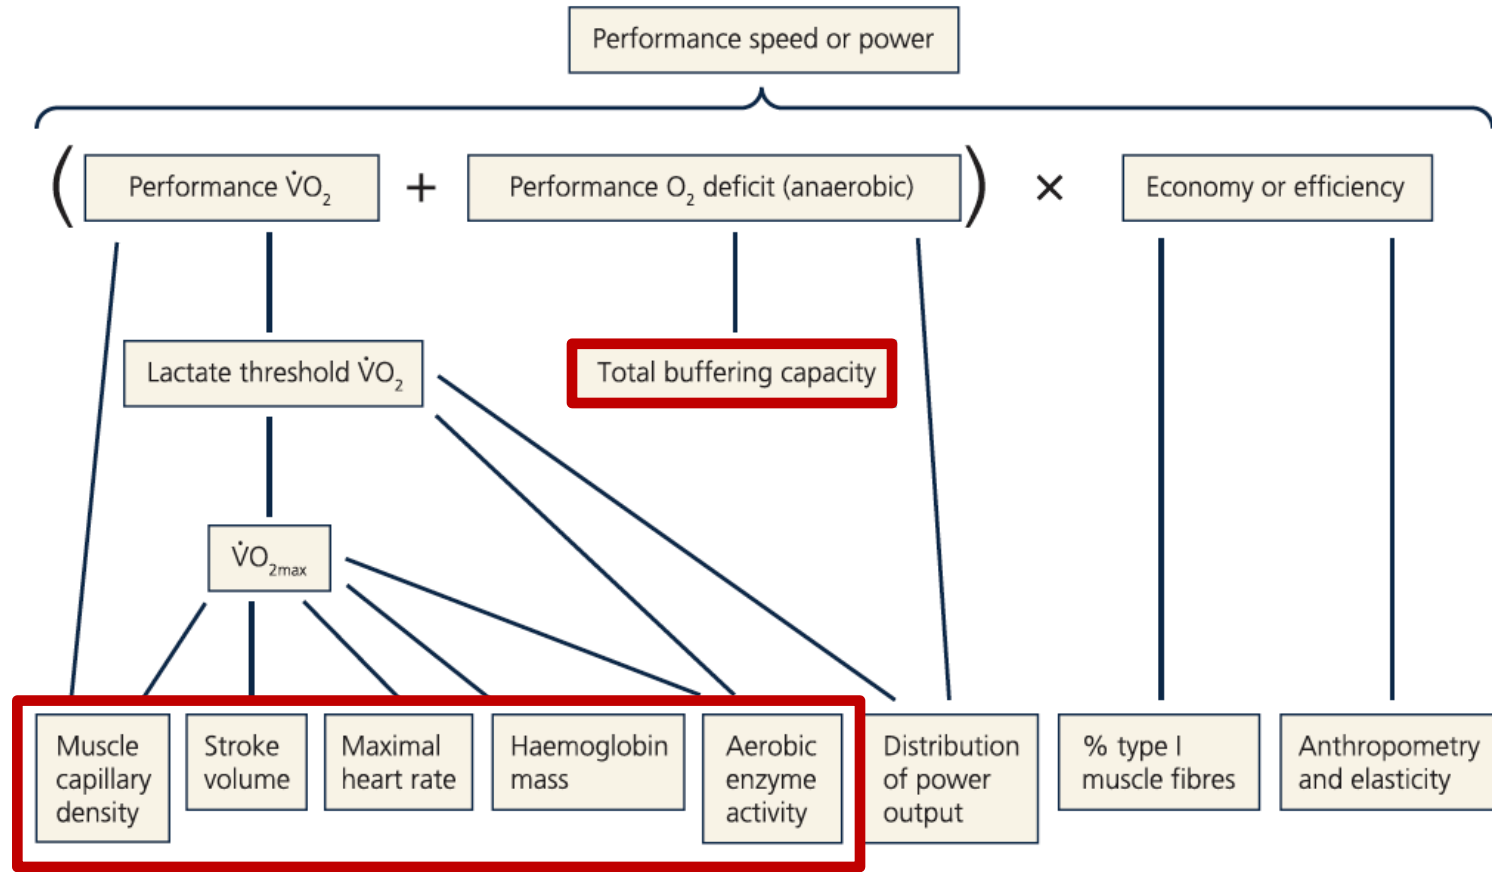 Performance speed or power
( Performance V̇O₂ + Performance O₂ deficit (anaerobic) ) × Economy or efficiency
Lactate threshold V̇O₂
Total buffering capacity
V̇O₂max
Muscle
capillary
density
Stroke
volume
Maximal
heart rate
Haemoglobin
mass
Aerobic
enzyme
activity
Distribution
of power
output
% type I
muscle fibres
Anthropometry
and elasticity